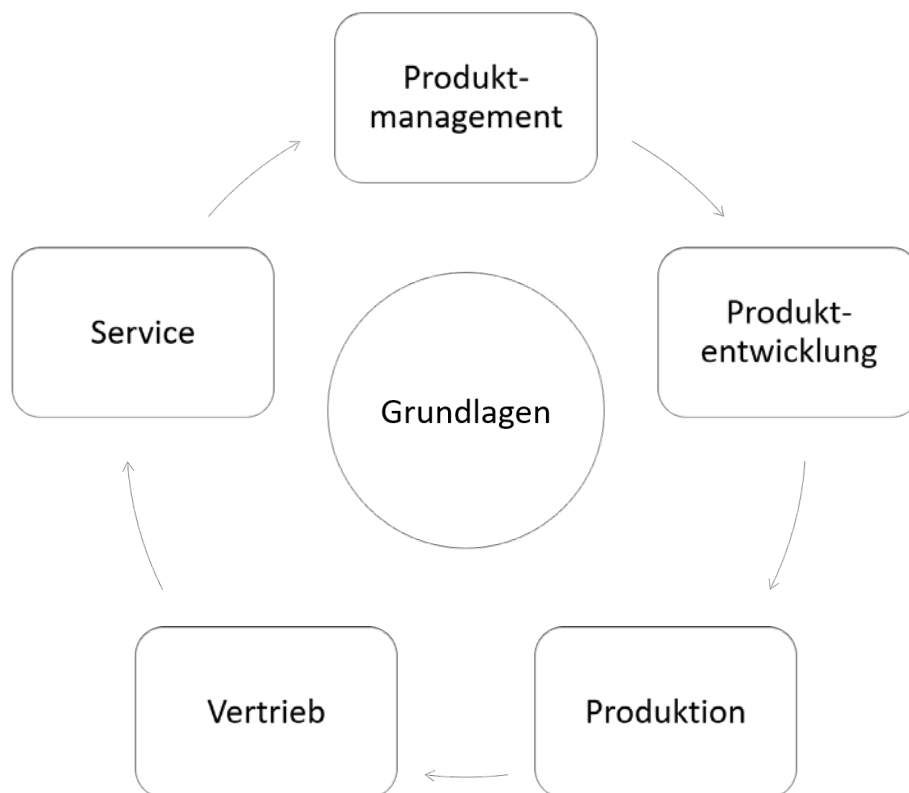 Produkt-
management
Produkt-
entwicklung
Service
Grundlagen
Vertrieb
Produktion